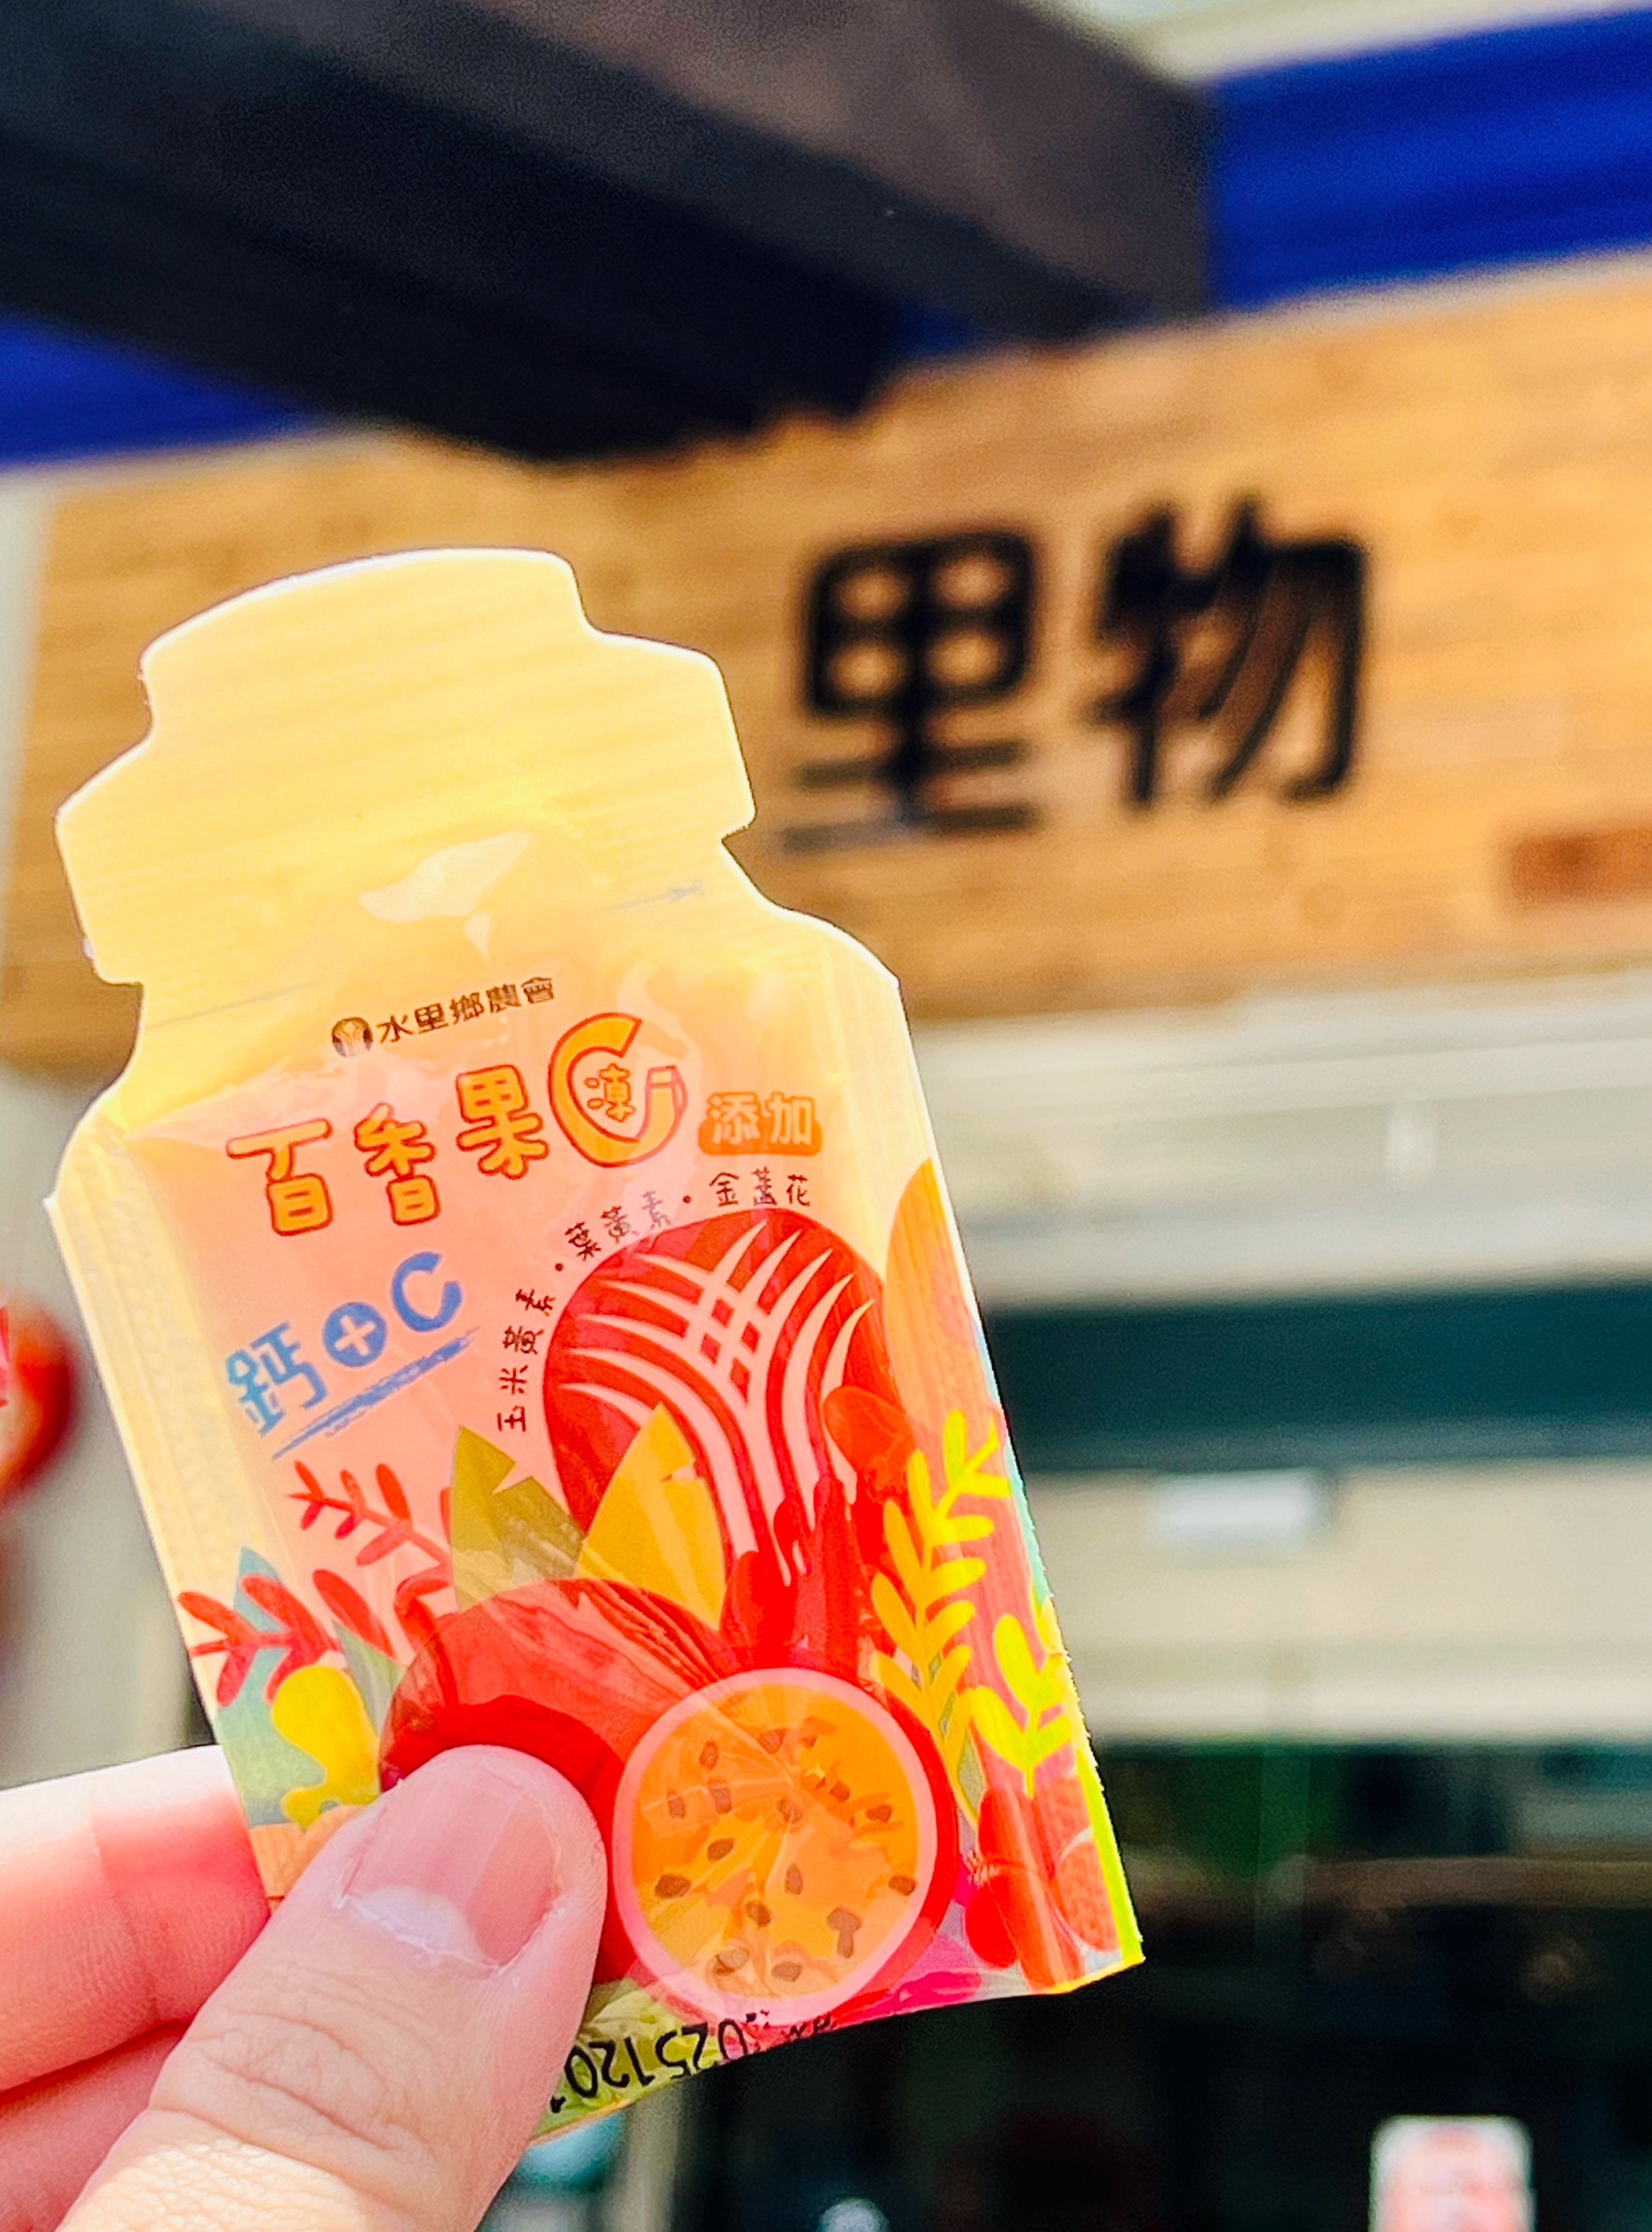 里物
水里鄉農會
百香果C凍
添加
玉米黃素・葉黃素・金盞花
鈣+C